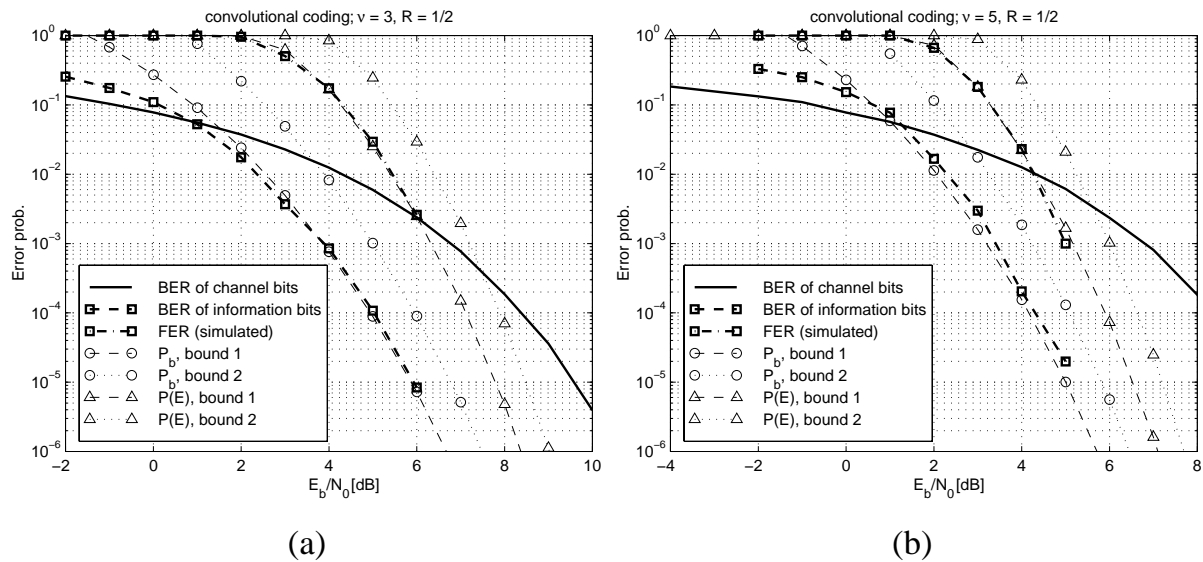 convolutional coding; ν = 3, R = 1/2
10^0
10^-1
10^-2
10^-3
10^-4
10^-5
10^-6
Error prob.
BER of channel bits
BER of information bits
FER (simulated)
P_b, bound 1
P_b, bound 2
P(E), bound 1
P(E), bound 2
−2 0 2 4 6 8 10
E_b/N_0[dB]
(a)
convolutional coding; ν = 5, R = 1/2
10^0
10^-1
10^-2
10^-3
10^-4
10^-5
10^-6
Error prob.
BER of channel bits
BER of information bits
FER (simulated)
P_b, bound 1
P_b, bound 2
P(E), bound 1
P(E), bound 2
−4 −2 0 2 4 6 8
E_b/N_0[dB]
(b)